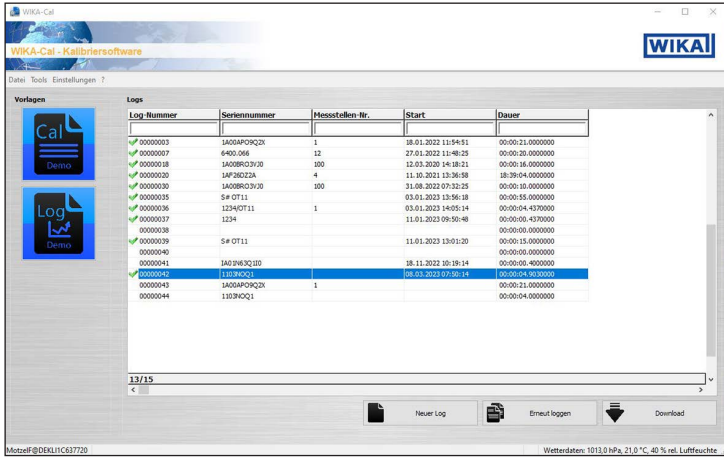 WIKA-Cal
WIKA-Cal - Kalibriersoftware
WIKA
Datei Tools Einstellungen ?
Vorlagen
Cal
Demo
Log
Demo
Logs
Log-Nummer Seriennummer Messstellen-Nr. Start Dauer
00000003 1A00APO9Q2X 1 18.01.2022 11:54:51 00:00:21.0000000
00000007 6400.066 12 27.01.2022 11:48:25 00:00:20.0000000
00000018 1A00BRO3VJ0 100 12.03.2020 14:18:21 00:00:16.0000000
00000020 1AF26DZ2A 4 11.10.2021 13:36:58 18:39:04.0000000
00000030 1A00BRO3VJ0 100 31.08.2022 07:32:25 00:00:10.0000000
00000035 S# OT11 03.01.2023 13:56:18 00:00:55.0000000
00000036 1234/OT11 1 03.01.2023 14:05:14 00:00:04.4370000
00000037 1234 11.01.2023 09:50:48 00:00:00.4370000
00000038 00:00:00.0000000
00000039 S# OT11 11.01.2023 13:01:20 00:00:15.0000000
00000040 00:00:00.0000000
00000041 IA01N63Q1I0 18.11.2022 10:19:14 00:00:00.4000000
00000042 1103NOQ1 08.03.2023 07:50:14 00:00:04.9030000
00000043 1A00APO9Q2X 1 00:00:21.0000000
00000044 1103NOQ1 00:00:04.0000000
13/15
Neuer Log
Erneut loggen
Download
MotzelF@DEKLI1C637720
Wetterdaten: 1013,0 hPa, 21,0 °C, 40 % rel. Luftfeuchte